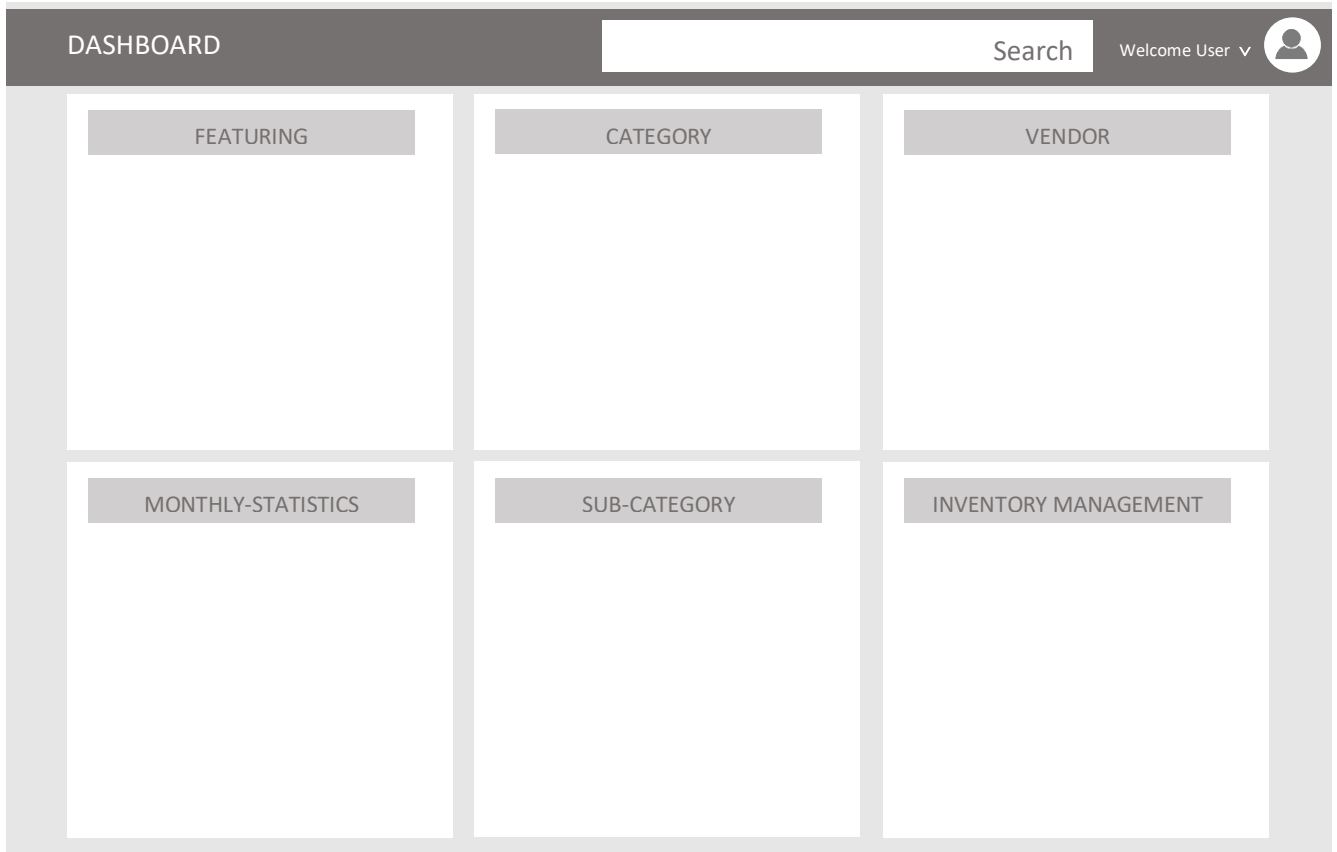 DASHBOARD
Search
Welcome User v
FEATURING
CATEGORY
VENDOR
MONTHLY-STATISTICS
SUB-CATEGORY
INVENTORY MANAGEMENT